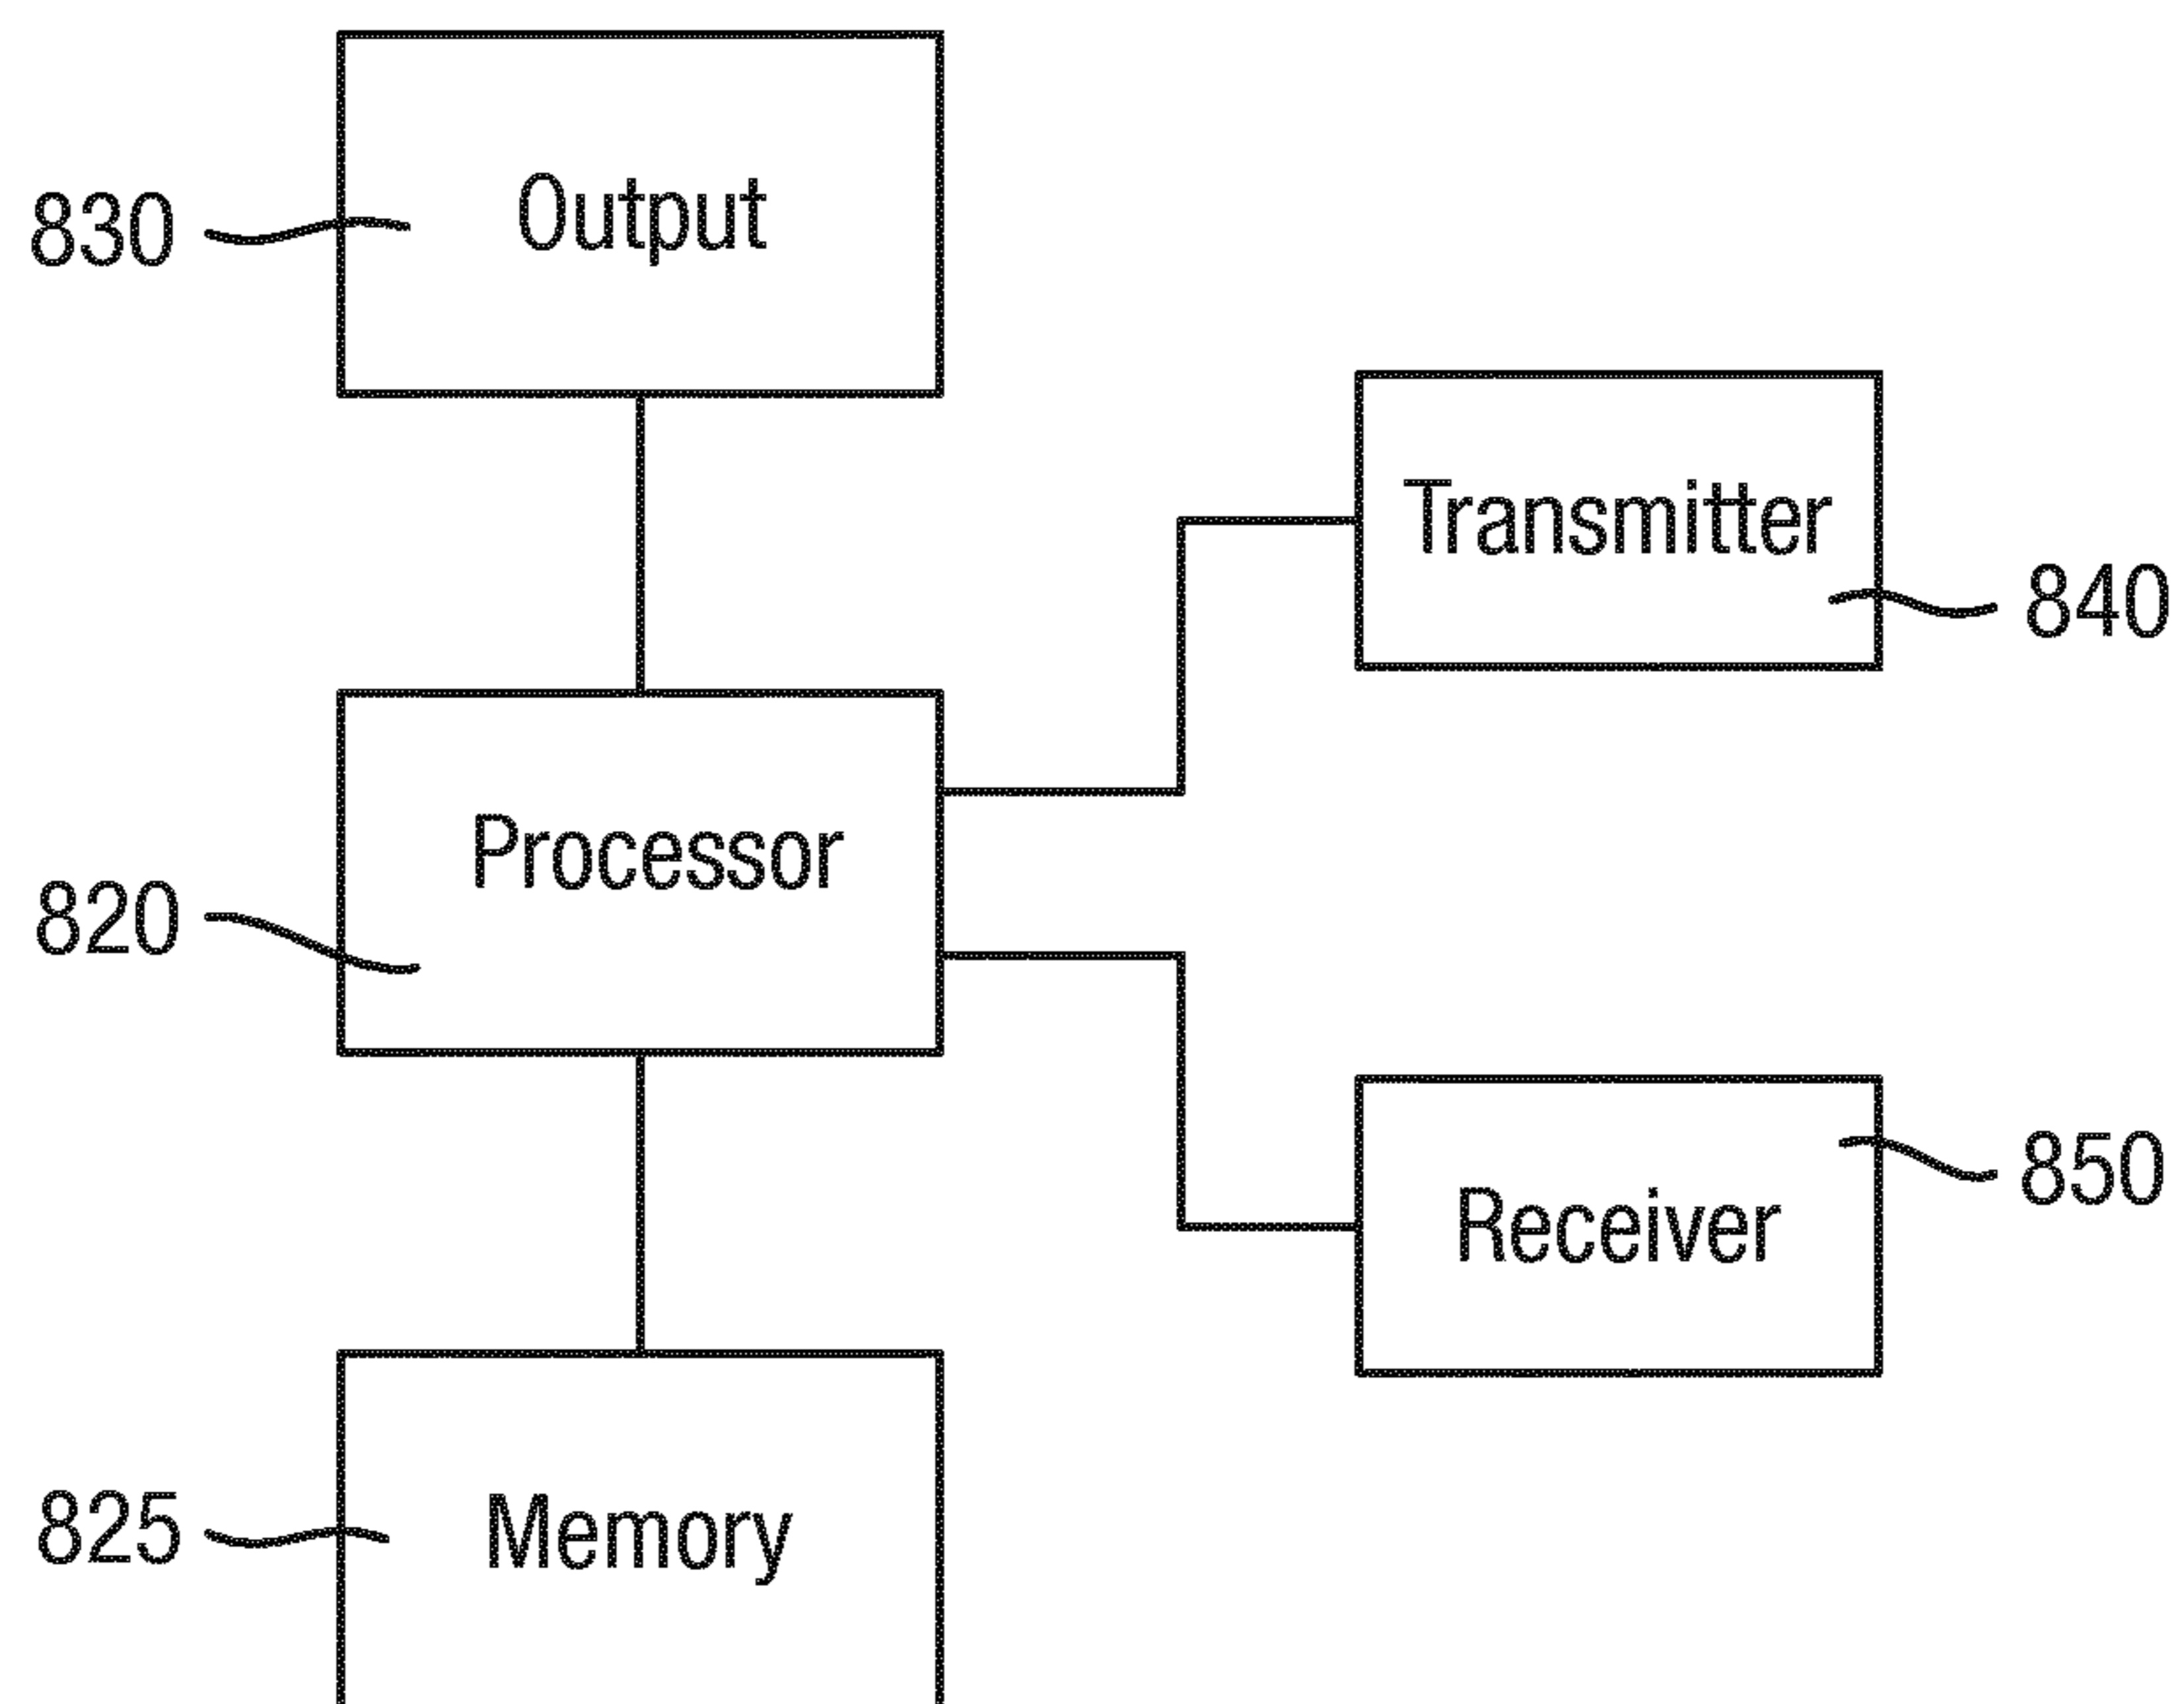 830
Output
Transmitter
840
Processor
820
850
Receiver
825
Memory